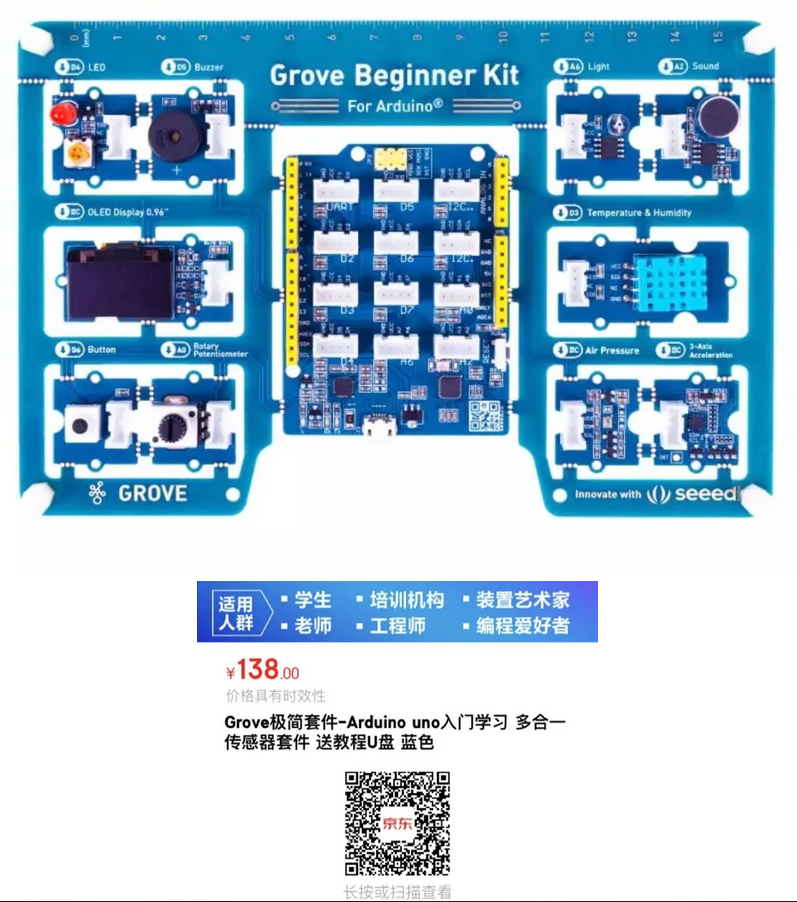 0 1 2 3 4 5 6 7 8 9 10 11 12 13 14 15
(mm)
Grove Beginner Kit
For Arduino®
D4 LED
D5 Buzzer
A6 Light
A2 Sound
IIC OLED Display 0.96"
D3 Temperature & Humidity
D6 Button
A0 Rotary
Potentiometer
IIC Air Pressure
IIC 3-Axis
Acceleration
UART D5 I2C
D2 D6 I2C
D3 D7 A0
A6
ANALOG IN
RESET
GROVE
Innovate with seeed
适用
人群
▪ 学生 ▪ 培训机构 ▪ 装置艺术家
▪ 老师 ▪ 工程师 ▪ 编程爱好者
¥138.00
价格具有时效性
Grove极简套件-Arduino uno入门学习 多合一
传感器套件 送教程U盘 蓝色
京东
长按或扫描查看